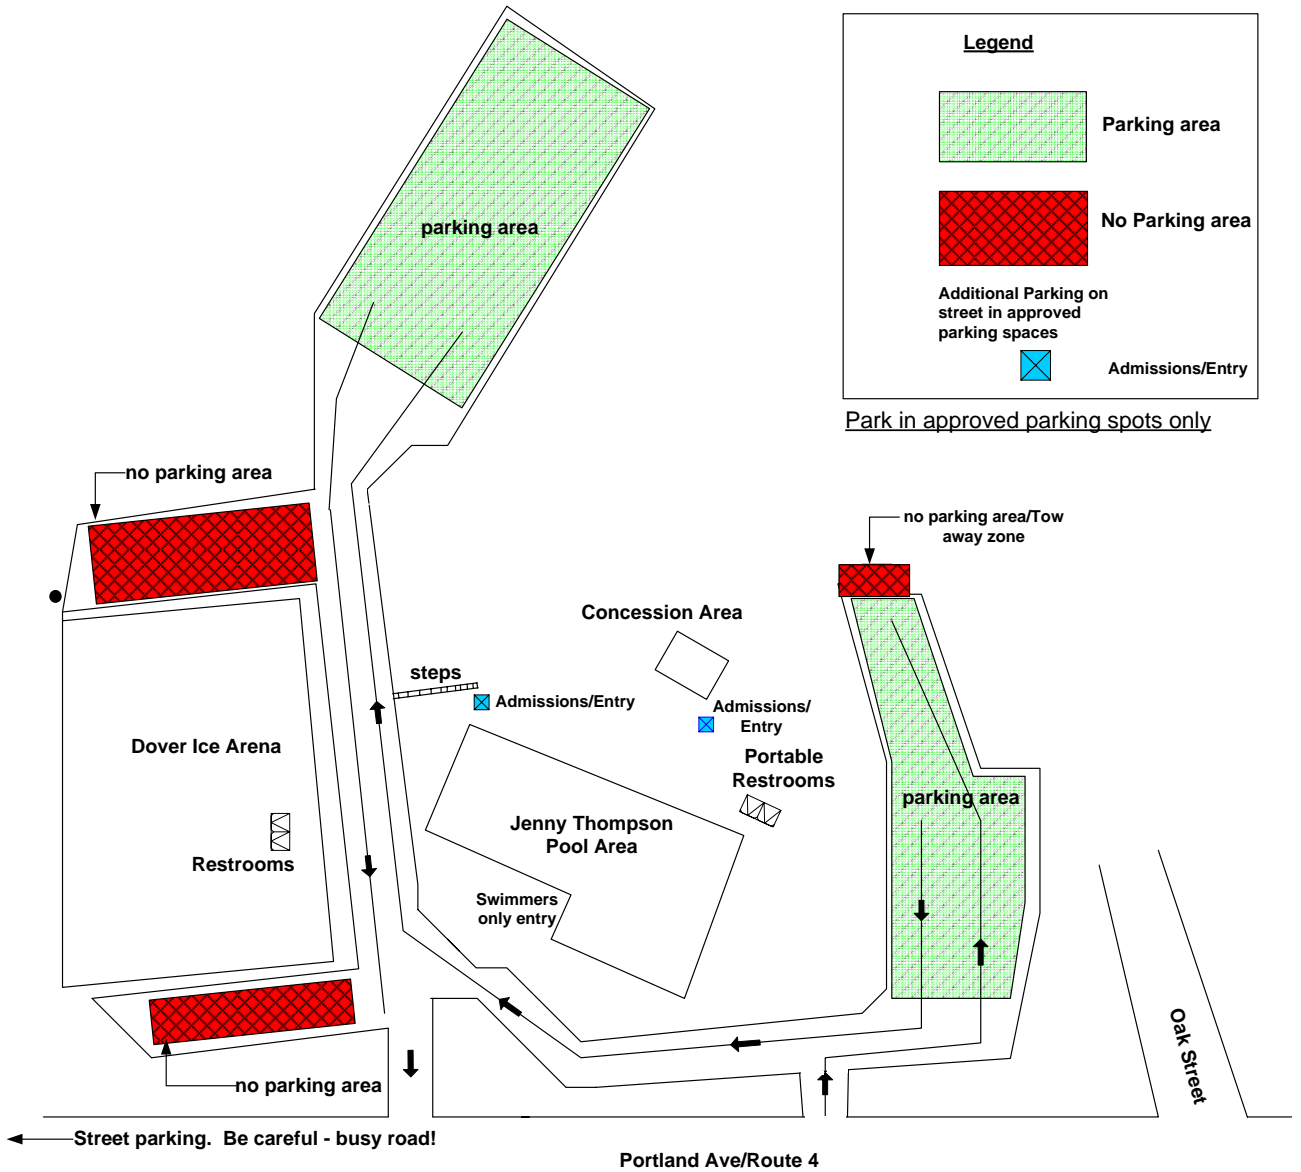 Legend
Parking area
No Parking area
Additional Parking on
street in approved
parking spaces
Admissions/Entry
Park in approved parking spots only
parking area
no parking area
no parking area/Tow
away zone
Concession Area
steps
Admissions/Entry
Admissions/
Entry
Dover Ice Arena
Portable
Restrooms
parking area
Jenny Thompson
Pool Area
Restrooms
Swimmers
only entry
Oak Street
no parking area
Street parking. Be careful - busy road!
Portland Ave/Route 4